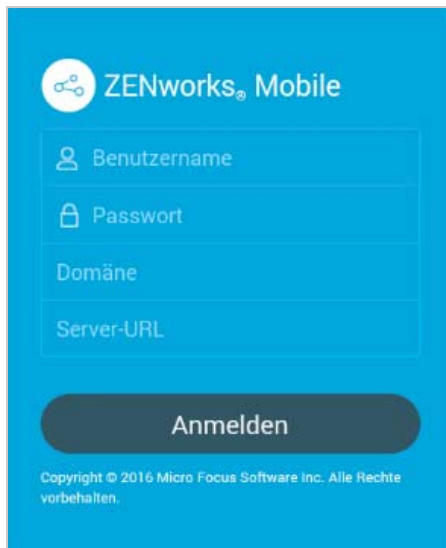 ZENworks® Mobile
Benutzername
Passwort
Domäne
Server-URL
Anmelden
Copyright © 2016 Micro Focus Software Inc. Alle Rechte
vorbehalten.